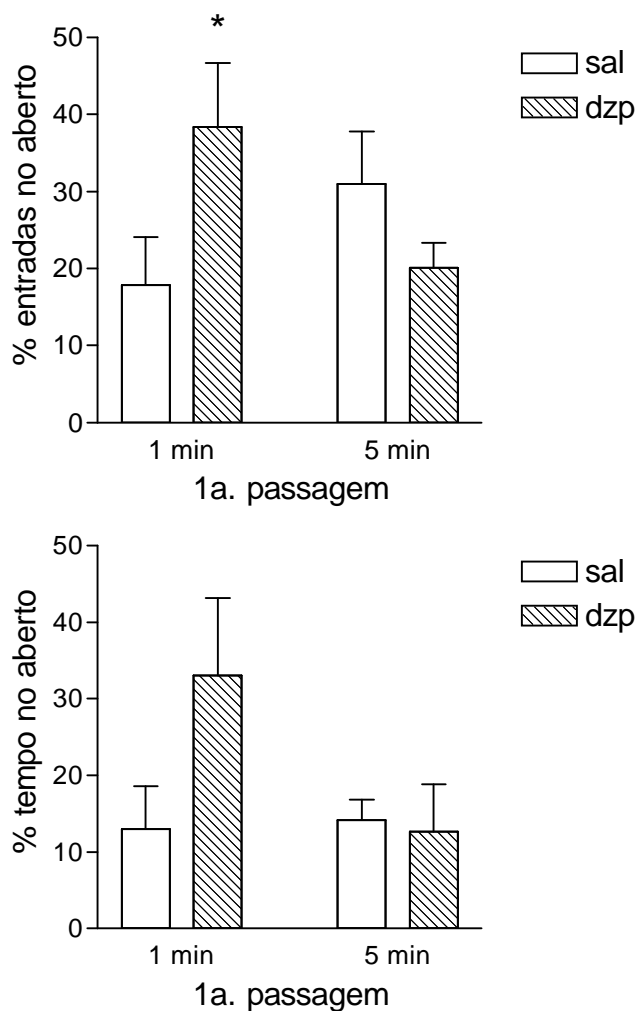 *
% entradas no aberto
50
40
30
20
10
0
1 min 5 min
1a. passagem
sal
dzp
% tempo no aberto
50
40
30
20
10
0
1 min 5 min
1a. passagem
sal
dzp